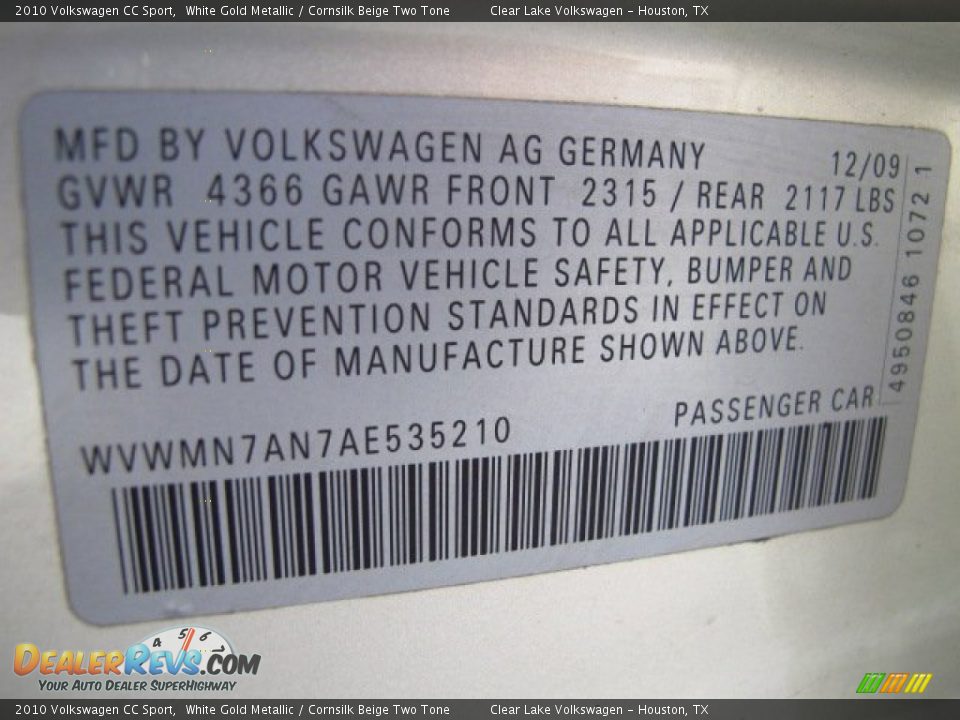 2010 Volkswagen CC Sport, White Gold Metallic / Cornsilk Beige Two Tone Clear Lake Volkswagen - Houston, TX
MFD BY VOLKSWAGEN AG GERMANY 12/09
GVWR 4366 GAWR FRONT 2315 / REAR 2117 LBS
THIS VEHICLE CONFORMS TO ALL APPLICABLE U.S.
FEDERAL MOTOR VEHICLE SAFETY, BUMPER AND
THEFT PREVENTION STANDARDS IN EFFECT ON
THE DATE OF MANUFACTURE SHOWN ABOVE.
4950846 1072 1
WVWMN7AN7AE535210 PASSENGER CAR
4 5 6
DEALERREVS.COM
YOUR AUTO DEALER SUPERHIGHWAY
2010 Volkswagen CC Sport, White Gold Metallic / Cornsilk Beige Two Tone Clear Lake Volkswagen - Houston, TX